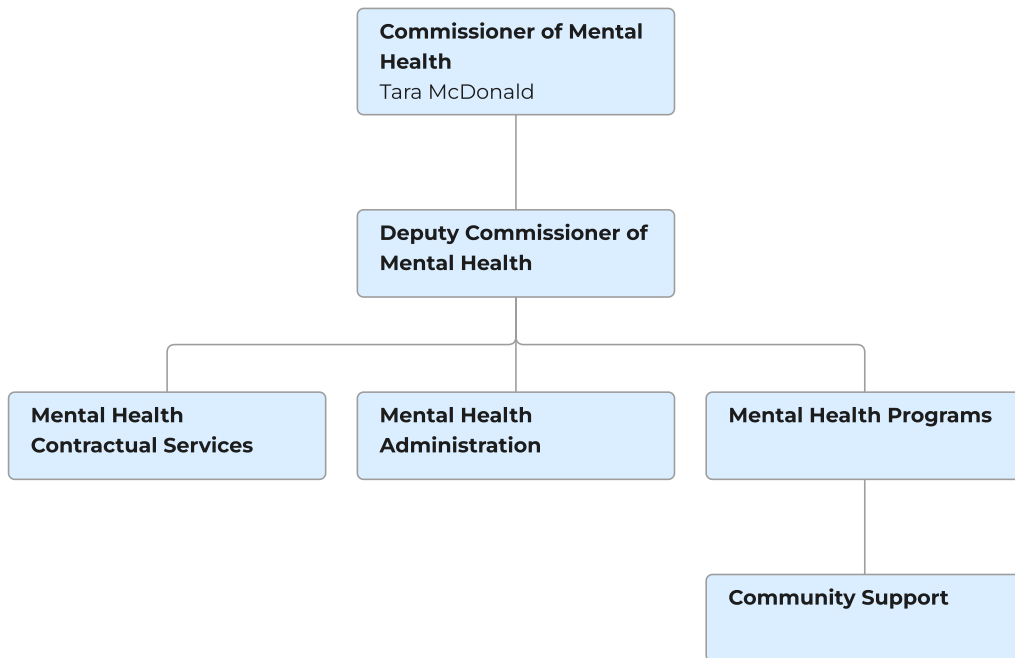 Commissioner of Mental
Health
Tara McDonald
Deputy Commissioner of
Mental Health
Mental Health
Contractual Services
Mental Health
Administration
Mental Health Programs
Community Support